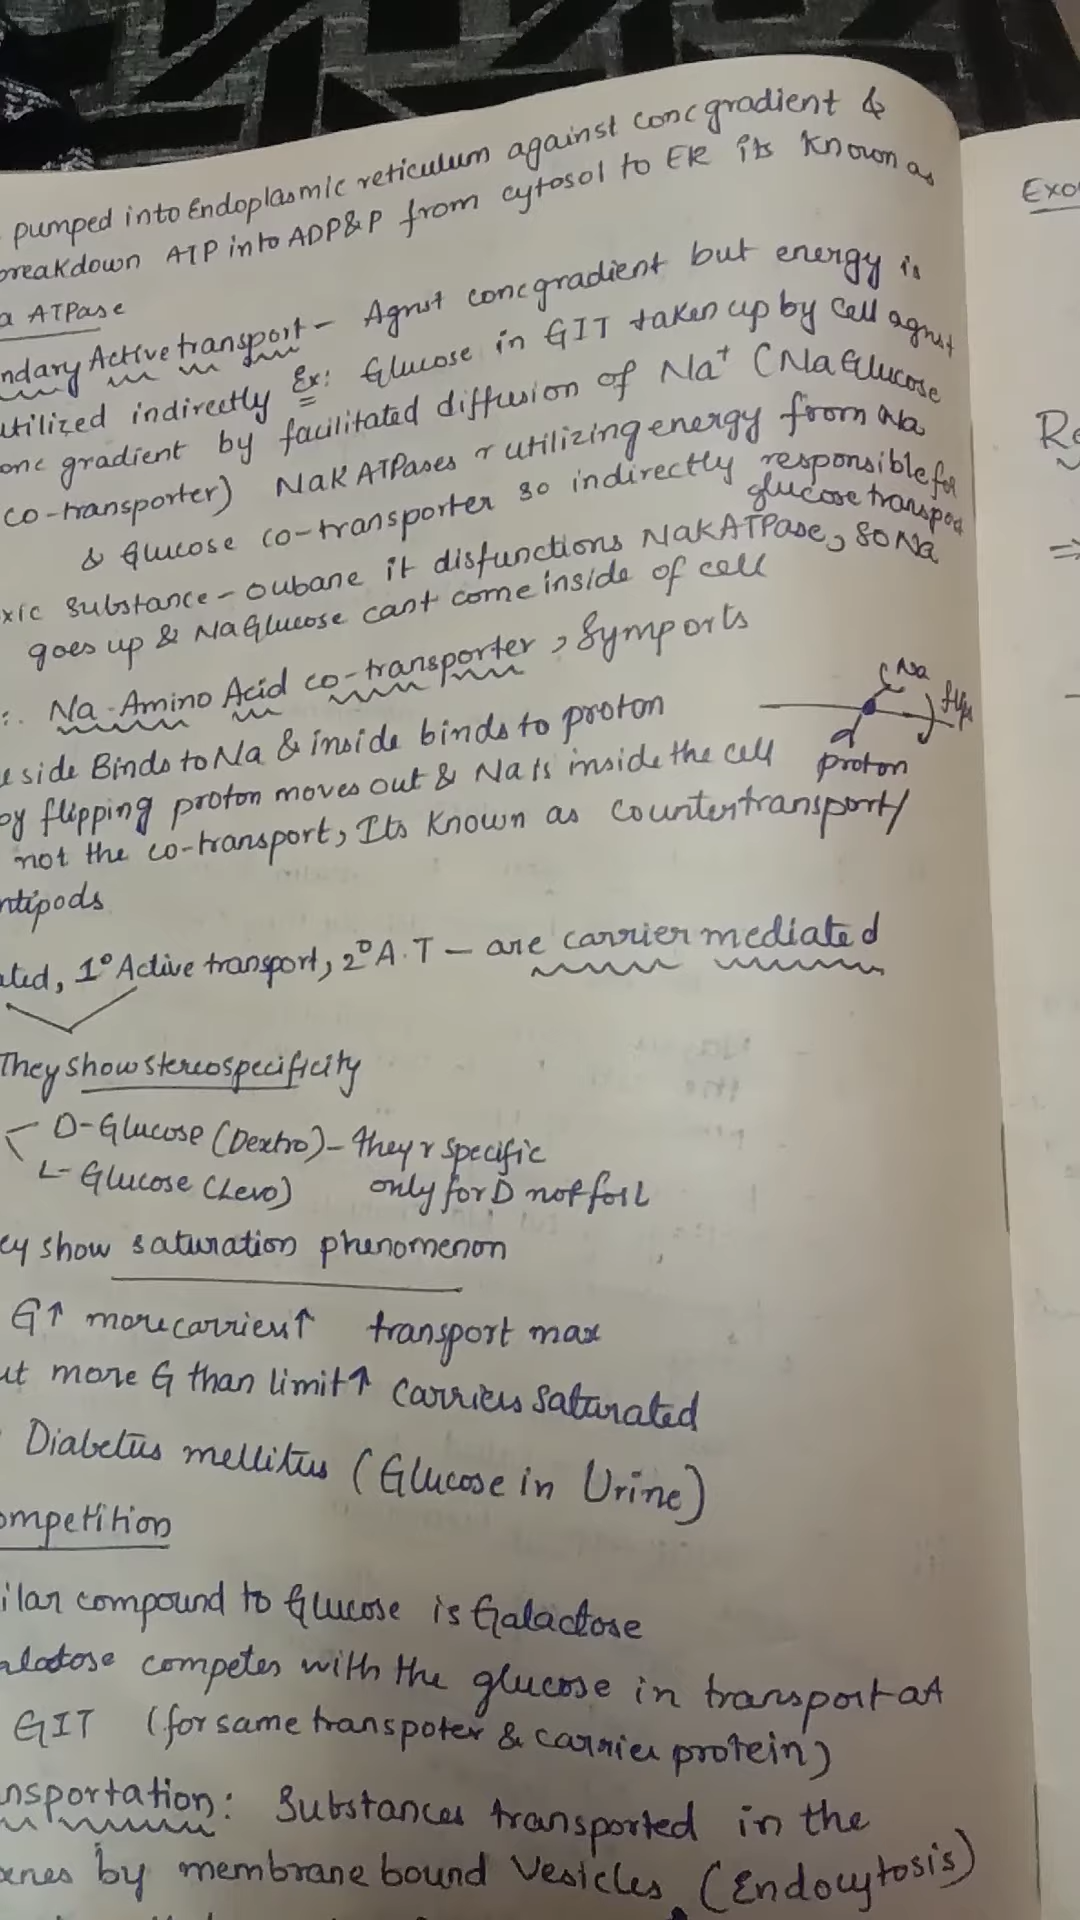 pumped into Endoplasmic reticulum against conc gradient &
breakdown ATP into ADP&P from cytosol to ER its known as
a ATPase
ndary Active transport - Agnst conc gradient but energy is
utilized indirectly Ex: Glucose in GIT taken up by cell agnst
onc gradient by facilitated diffusion of Na+ (Na Glucose
co-transporter) NaK ATPases r utilizing energy from Na
& Glucose co-transporter so indirectly responsible for
glucose transport
xic substance - oubane it disfunctions NaKATPase, so Na
goes up & NaGlucose cant come inside of cell
:. Na-Amino Acid co-transporter, Symports
e side Binds to Na & inside binds to proton
by flipping proton moves out & Na is inside the cell
not the co-transport, Its Known as countertransport/
ntipods
Na
flips
proton
ated, 1° Active transport, 2° A.T - are carrier mediated
They show stereospecificity
D-Glucose (Dextro) - they r specific
L-Glucose (Levo) only for D not for L
ey show saturation phenomenon
G↑ more carriers↑ transport max
ut more G than limit↑ carriers saturated
Diabetus mellitus (Glucose in Urine)
ompetition
ilar compound to Glucose is Galactose
alatose competes with the glucose in transport at
GIT (for same transpoter & carrier protein)
nsportation: Substances transported in the
by membrane bound Vesicles (Endocytosis)
Exo
Re
⇒